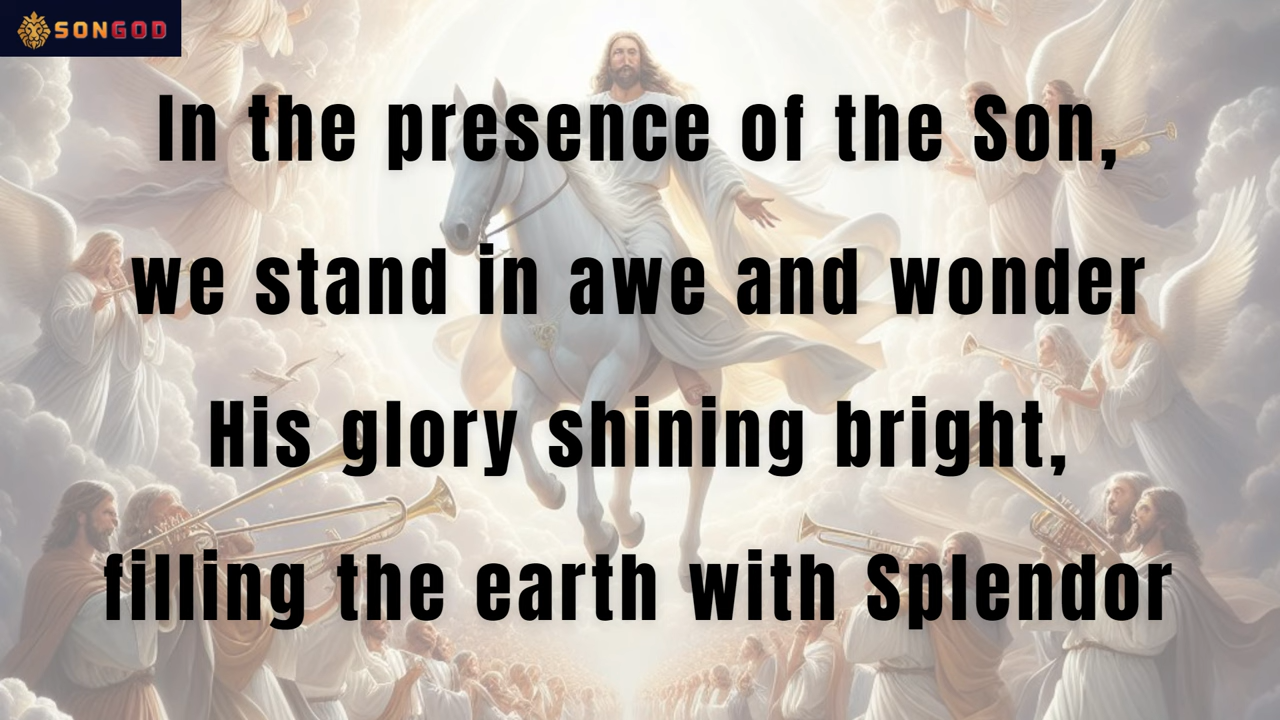 SONGOD
In the presence of the Son,
we stand in awe and wonder
His glory shining bright,
filling the earth with Splendor